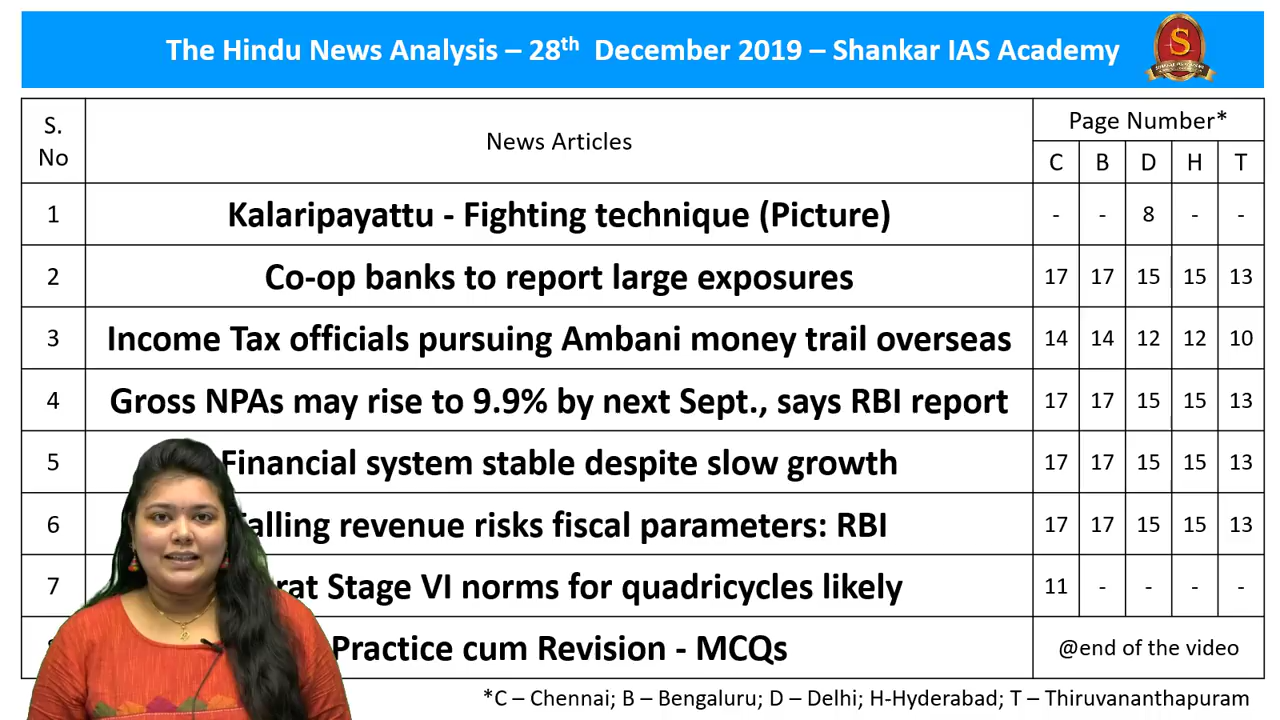 The Hindu News Analysis – 28th December 2019 – Shankar IAS Academy
S. No
News Articles
Page Number*
C B D H T
1 Kalaripayattu - Fighting technique (Picture) - - 8 - -
2 Co-op banks to report large exposures 17 17 15 15 13
3 Income Tax officials pursuing Ambani money trail overseas 14 14 12 12 10
4 Gross NPAs may rise to 9.9% by next Sept., says RBI report 17 17 15 15 13
5 Financial system stable despite slow growth 17 17 15 15 13
6 Falling revenue risks fiscal parameters: RBI 17 17 15 15 13
7 Stage VI norms for quadricycles likely 11 - - - -
Practice cum Revision - MCQs @end of the video
*C – Chennai; B – Bengaluru; D – Delhi; H-Hyderabad; T – Thiruvananthapuram